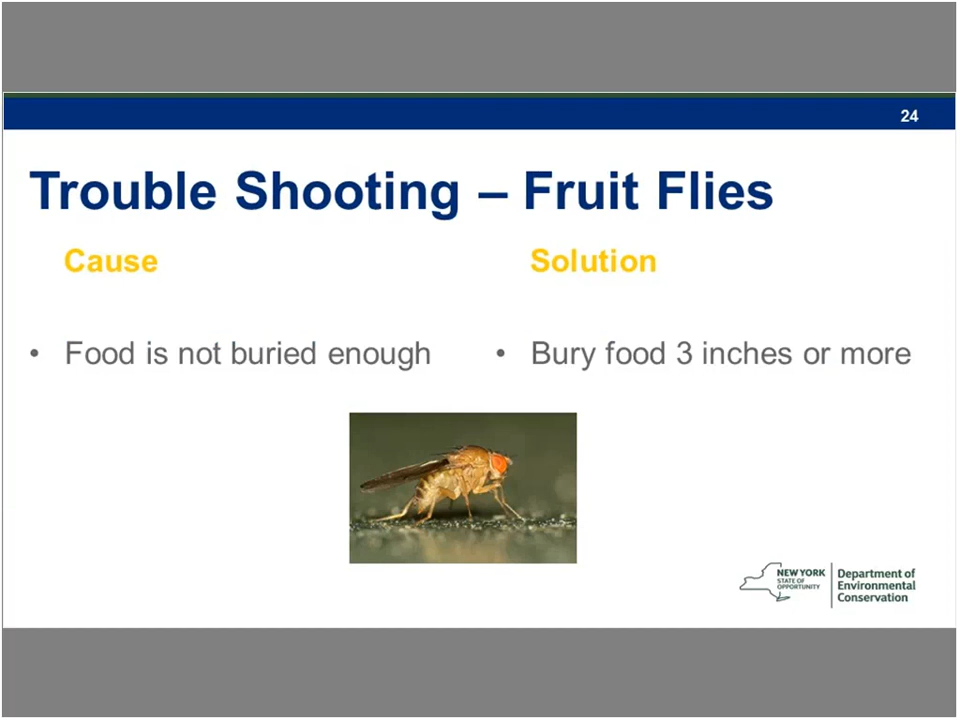 24
Trouble Shooting – Fruit Flies
Cause
• Food is not buried enough
Solution
• Bury food 3 inches or more
NEW YORK
STATE OF
OPPORTUNITY
Department of
Environmental
Conservation